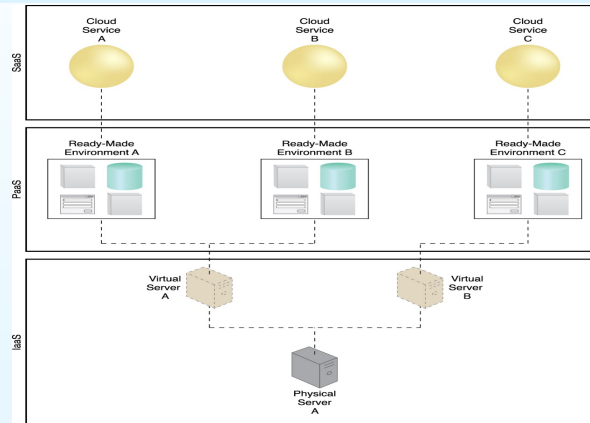 SaaS
Cloud
Service
A
Cloud
Service
B
Cloud
Service
C
PaaS
Ready-Made
Environment A
Ready-Made
Environment B
Ready-Made
Environment C
IaaS
Virtual
Server
A
Virtual
Server
B
Physical
Server
A